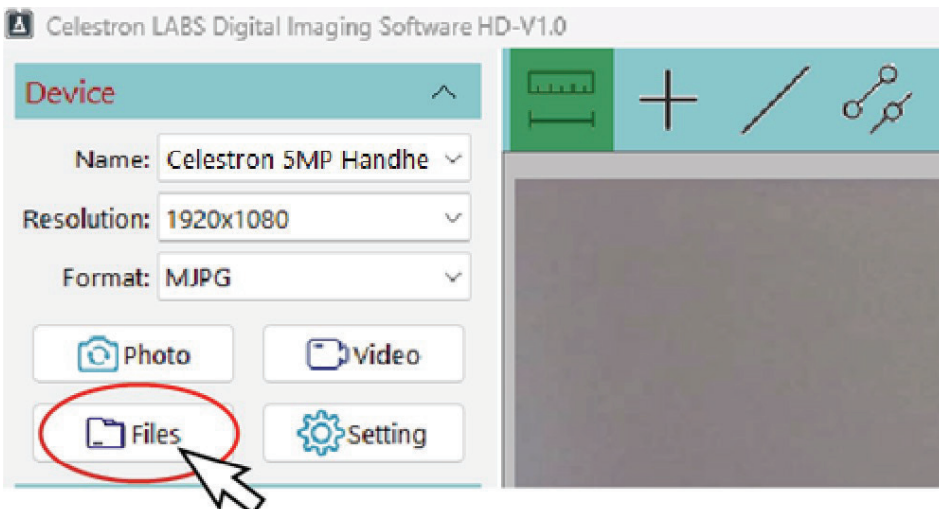 Celestron LABS Digital Imaging Software HD-V1.0
Device
Name: Celestron 5MP Handhe
Resolution: 1920x1080
Format: MJPG
Photo Video
Files Setting